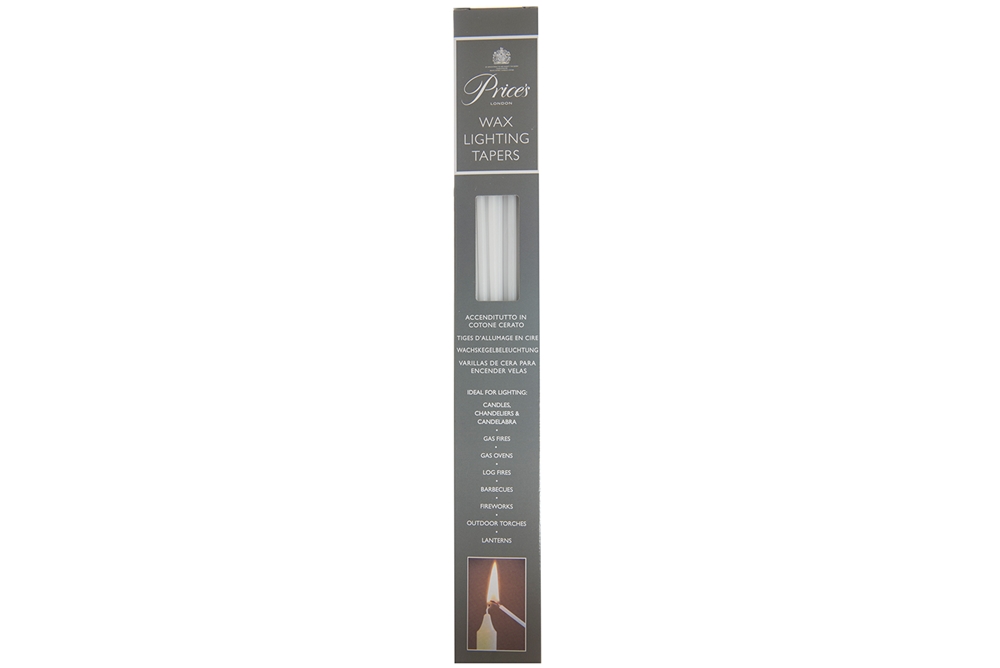 Price's
LONDON
WAX
LIGHTING
TAPERS
ACCENDITUTTO IN
COTONE CERATO
TIGES D'ALLUMAGE EN CIRE
WACHSKEGELBELEUCHTUNG
VARILLAS DE CERA PARA
ENCENDER VELAS
IDEAL FOR LIGHTING:
CANDLES,
CHANDELIERS &
CANDELABRA
•
GAS FIRES
•
GAS OVENS
•
LOG FIRES
•
BARBECUES
•
FIREWORKS
•
OUTDOOR TORCHES
•
LANTERNS